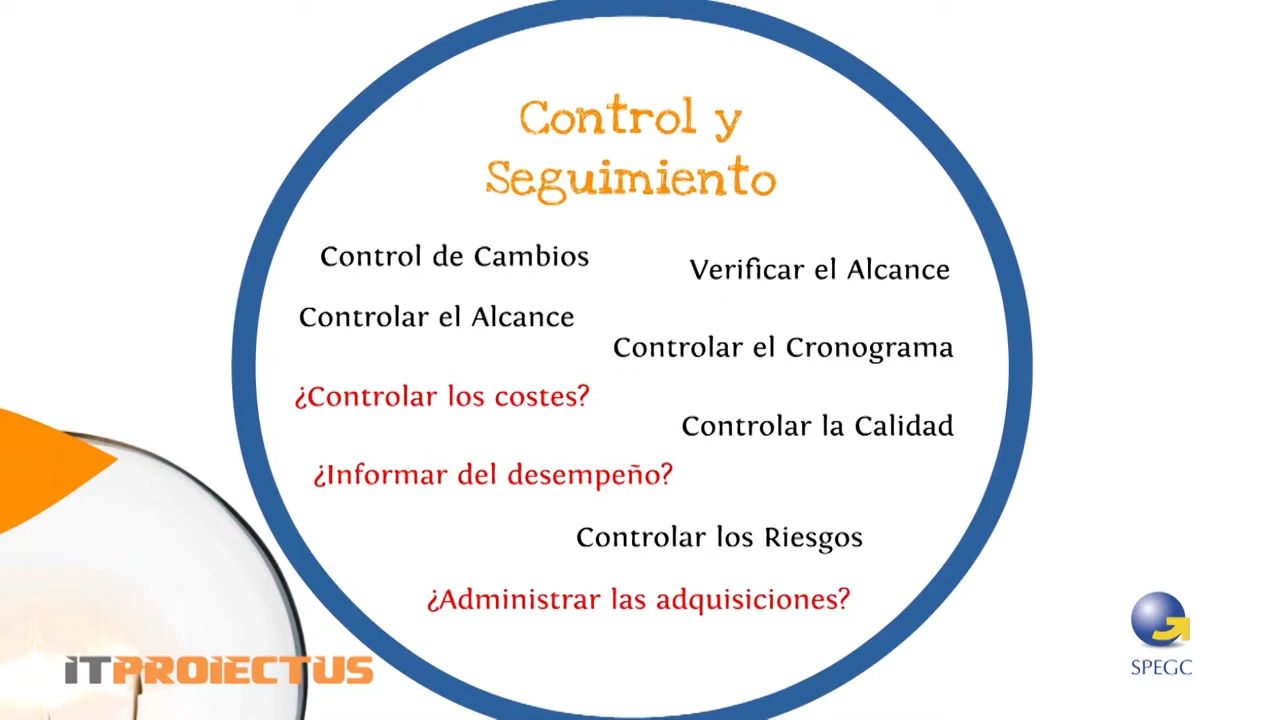 Control y
Seguimiento
Control de Cambios
Verificar el Alcance
Controlar el Alcance
Controlar el Cronograma
¿Controlar los costes?
Controlar la Calidad
¿Informar del desempeño?
Controlar los Riesgos
¿Administrar las adquisiciones?
iTPROIECTUS
SPEGC